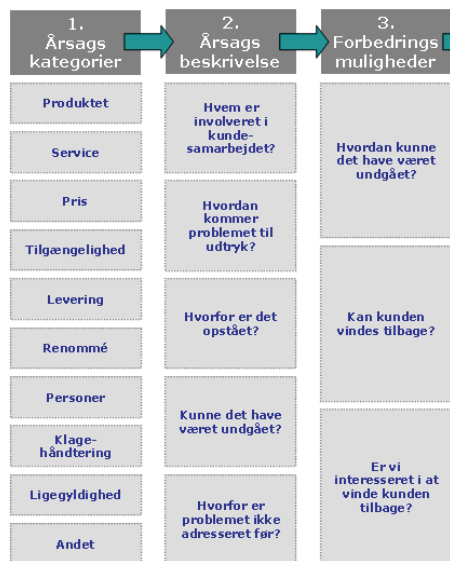 1.
Årsags
kategorier
Produktet
Service
Pris
Tilgængelighed
Levering
Renommé
Personer
Klage-
håndtering
Ligegyldighed
Andet
2.
Årsags
beskrivelse
Hvem er
involveret i
kunde-
samarbejdet?
Hvordan
kommer
problemet til
udtryk?
Hvorfor er det
opstået?
Kunne det have
været undgået?
Hvorfor er
problemet ikke
adresseret før?
3.
Forbedrings
muligheder
Hvordan kunne
det have været
undgået?
Kan kunden
vindes tilbage?
Er vi
interesseret i at
vinde kunden
tilbage?